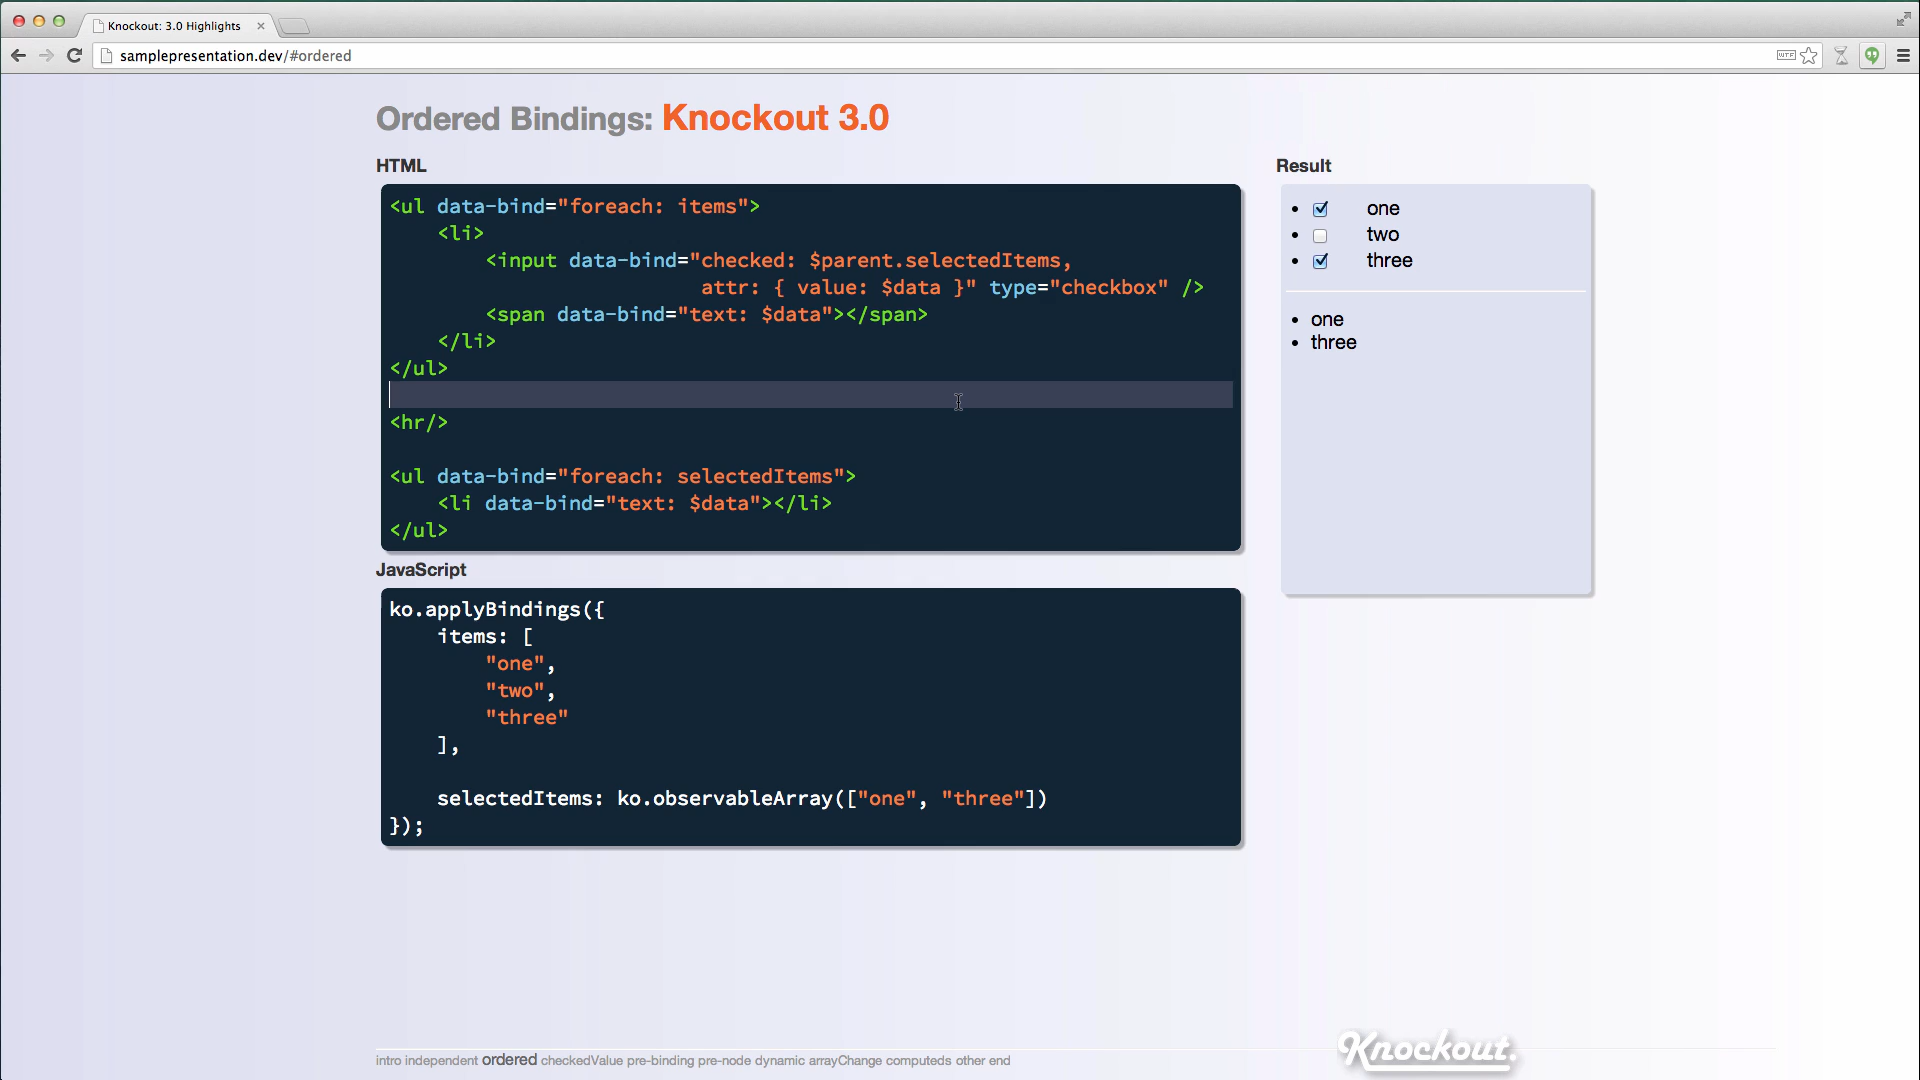 Knockout: 3.0 Highlights
samplepresentation.dev/#ordered
WTF
Ordered Bindings: Knockout 3.0
HTML
<ul data-bind="foreach: items">
    <li>
        <input data-bind="checked: $parent.selectedItems,
                          attr: { value: $data }" type="checkbox" />
        <span data-bind="text: $data"></span>
    </li>
</ul>
<hr/>
<ul data-bind="foreach: selectedItems">
    <li data-bind="text: $data"></li>
</ul>
JavaScript
ko.applyBindings({
    items: [
        "one",
        "two",
        "three"
    ],
    selectedItems: ko.observableArray(["one", "three"])
});
Result
one
two
three
one
three
intro independent ordered checkedValue pre-binding pre-node dynamic arrayChange computeds other end
Knockout.